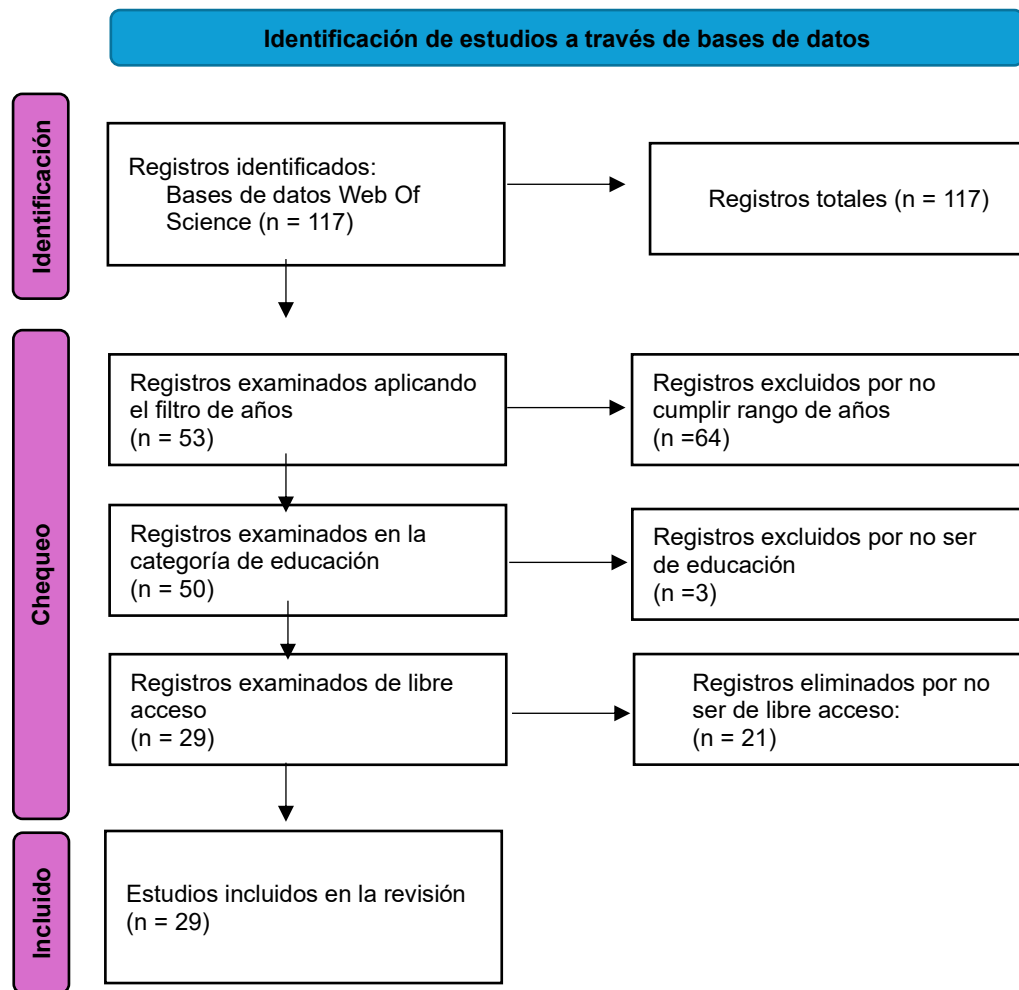 Identificación de estudios a través de bases de datos
Identificación
Registros identificados:
Bases de datos Web Of
Science (n = 117)
Registros totales (n = 117)
Chequeo
Registros examinados aplicando
el filtro de años
(n = 53)
Registros excluidos por no
cumplir rango de años
(n =64)
Registros examinados en la
categoría de educación
(n = 50)
Registros excluidos por no ser
de educación
(n =3)
Registros examinados de libre
acceso
(n = 29)
Registros eliminados por no
ser de libre acceso:
(n = 21)
Incluido
Estudios incluidos en la revisión
(n = 29)